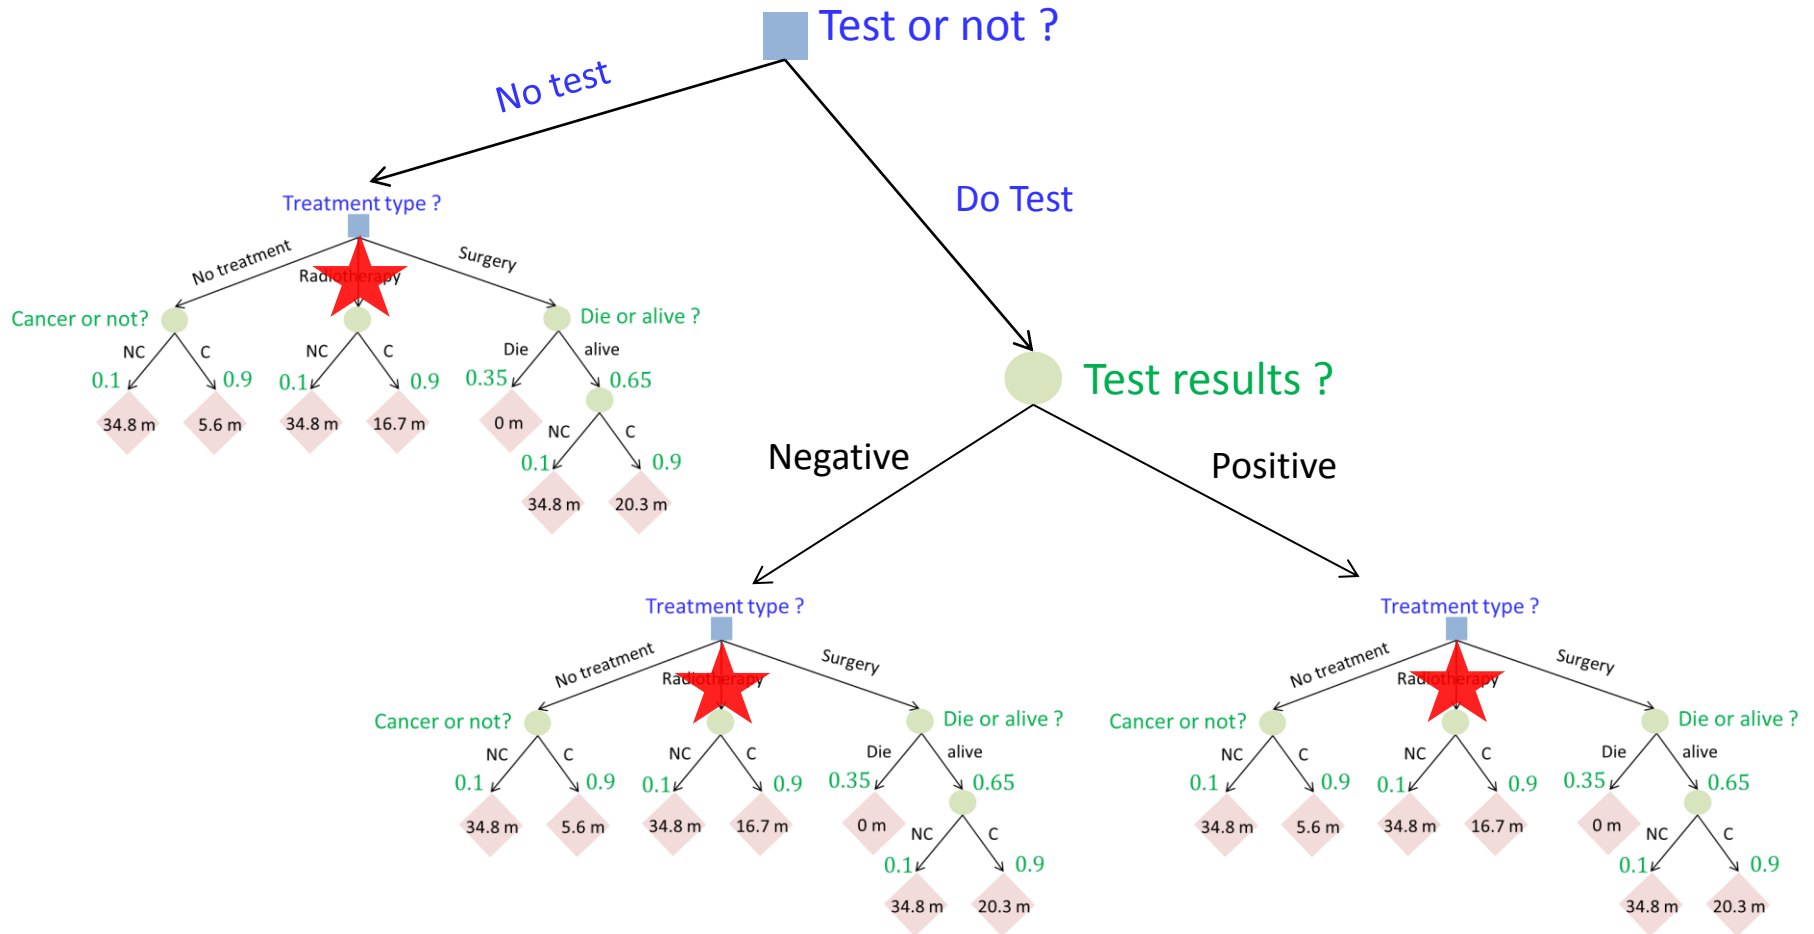 Test or not ?
No test
Do Test
Treatment type ?
No treatment
Radiotherapy
Surgery
Cancer or not?
Die or alive ?
NC C NC C Die alive
0.1 0.9 0.1 0.9 0.35 0.65
34.8 m 5.6 m 34.8 m 16.7 m 0 m
NC C
0.1 0.9
34.8 m 20.3 m
Test results ?
Negative
Positive
Treatment type ?
No treatment
Radiotherapy
Surgery
Cancer or not?
Die or alive ?
NC C NC C Die alive
0.1 0.9 0.1 0.9 0.35 0.65
34.8 m 5.6 m 34.8 m 16.7 m 0 m
NC C
0.1 0.9
34.8 m 20.3 m
Treatment type ?
No treatment
Radiotherapy
Surgery
Cancer or not?
Die or alive ?
NC C NC C Die alive
0.1 0.9 0.1 0.9 0.35 0.65
34.8 m 5.6 m 34.8 m 16.7 m 0 m
NC C
0.1 0.9
34.8 m 20.3 m